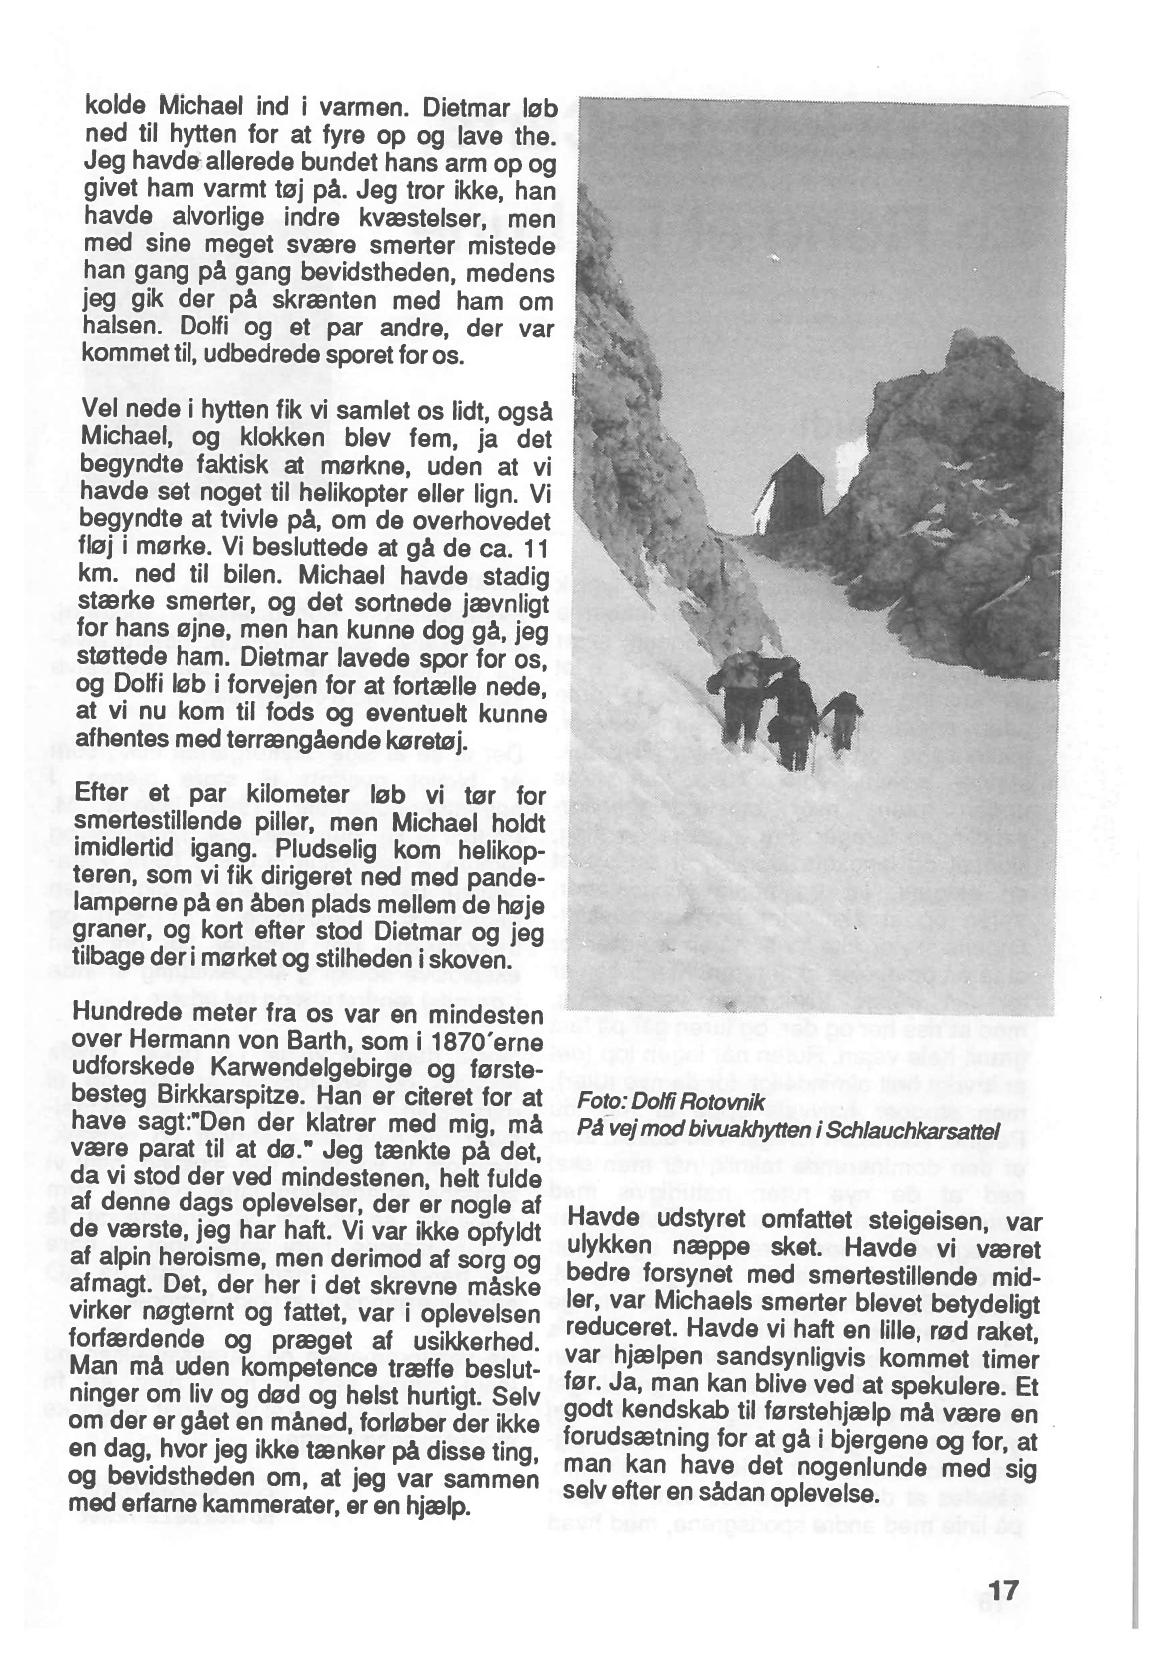 kolde Michael ind i varmen. Dietmar løb
ned til hytten for at fyre op og lave the.
Jeg havde allerede bundet hans arm op og
givet ham varmt tøj på. Jeg tror ikke, han
havde alvorlige indre kvæstelser, men
med sine meget svære smerter mistede
han gang på gang bevidstheden, medens
jeg gik der på skrænten med ham om
halsen. Dolfi og et par andre, der var
kommet til, udbedrede sporet for os.
Vel nede i hytten fik vi samlet os lidt, også
Michael, og klokken blev fem, ja det
begyndte faktisk at mørkne, uden at vi
havde set noget til helikopter eller lign. Vi
begyndte at tvivle på, om de overhovedet
fløj i mørke. Vi besluttede at gå de ca. 11
km. ned til bilen. Michael havde stadig
stærke smerter, og det sortnede jævnligt
for hans øjne, men han kunne dog gå, jeg
støttede ham. Dietmar lavede spor for os,
og Dolfi løb i forvejen for at fortælle nede,
at vi nu kom til fods og eventuelt kunne
afhentes med terrængående køretøj.
Efter et par kilometer løb vi tør for
smertestillende piller, men Michael holdt
imidlertid igang. Pludselig kom helikop-
teren, som vi fik dirigeret ned med pande-
lamperne på en åben plads mellem de høje
graner, og kort efter stod Dietmar og jeg
tilbage der i mørket og stilheden i skoven.
Hundrede meter fra os var en mindesten
over Hermann von Barth, som i 1870´erne
udforskede Karwendelgebirge og første-
besteg Birkkarspitze. Han er citeret for at
have sagt:"Den der klatrer med mig, må
være parat til at dø." Jeg tænkte på det,
da vi stod der ved mindestenen, helt fulde
af denne dags oplevelser, der er nogle af
de værste, jeg har haft. Vi var ikke opfyldt
af alpin heroisme, men derimod af sorg og
afmagt. Det, der her i det skrevne måske
virker nøgternt og fattet, var i oplevelsen
forfærdende og præget af usikkerhed.
Man må uden kompetence træffe beslut-
ninger om liv og død og helst hurtigt. Selv
om der er gået en måned, forløber der ikke
en dag, hvor jeg ikke tænker på disse ting,
og bevidstheden om, at jeg var sammen
med erfarne kammerater, er en hjælp.
Foto: Dolfi Rotovnik
På vej mod bivuakhytten i Schlauchkarsattel
Havde udstyret omfattet steigeisen, var
ulykken næppe sket. Havde vi været
bedre forsynet med smertestillende mid-
ler, var Michaels smerter blevet betydeligt
reduceret. Havde vi haft en lille, rød raket,
var hjælpen sandsynligvis kommet timer
før. Ja, man kan blive ved at spekulere. Et
godt kendskab til førstehjælp må være en
forudsætning for at gå i bjergene og for, at
man kan have det nogenlunde med sig
selv efter en sådan oplevelse.
17